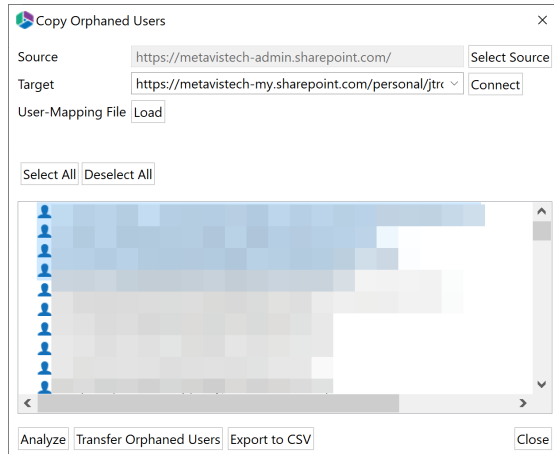 Copy Orphaned Users
Source https://metavistech-admin.sharepoint.com/ Select Source
Target https://metavistech-my.sharepoint.com/personal/jtrc Connect
User-Mapping File Load
Select All Deselect All
Analyze Transfer Orphaned Users Export to CSV Close